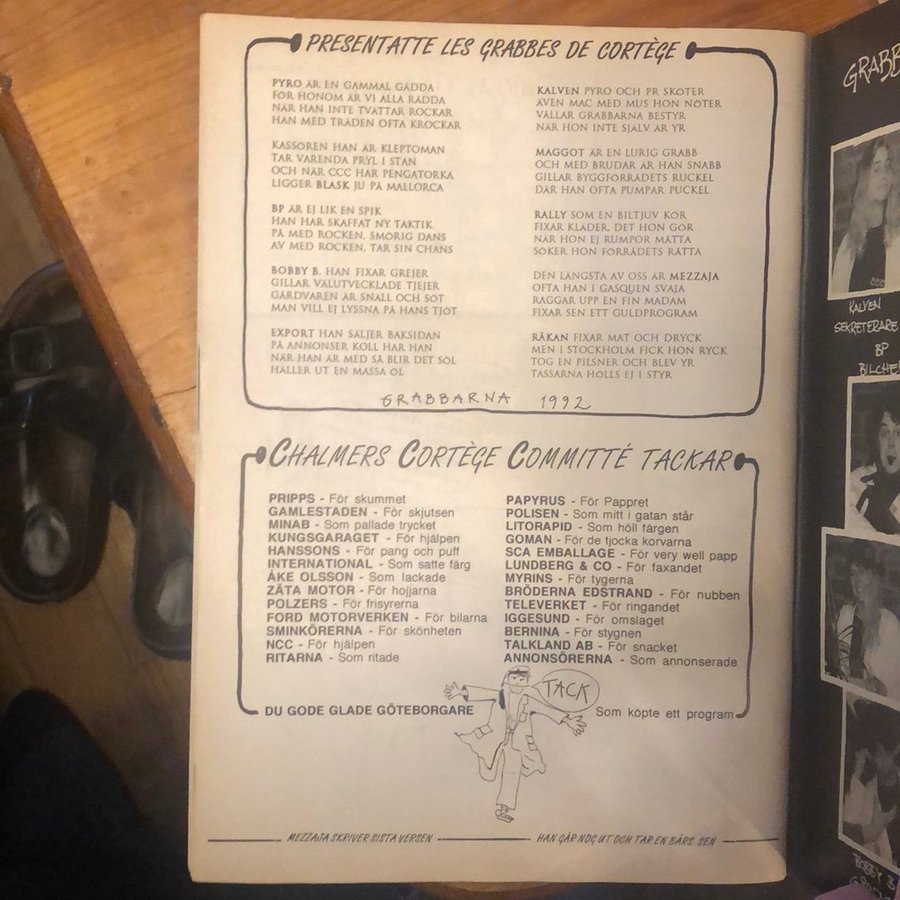 PRESENTATTE LES GRABBES DE CORTÈGE
PYRO ÄR EN GAMMAL GÄDDA
FÖR HONOM ÄR VI ALLA RÄDDA
NÄR HAN INTE TVÄTTAR ROCKAR
HAN MED TRÄDEN OFTA KROCKAR
KASSÖREN HAN ÄR KLEPTOMAN
TAR VARENDA PRYL I STAN
OCH NÄR CCC HAR PENGATORKA
LIGGER BLASK JU PÅ MALLORCA
BP ÄR EJ LIK EN SPIK
HAN HAR SKAFFAT NY TAKTIK
PÅ MED ROCKEN, SMÖRIG DANS
AV MED ROCKEN, TAR SIN CHANS
BOBBY B. HAN FIXAR GREJER
GILLAR VÄLUTVECKLADE TJEJER
GÅRDVAREN ÄR SNÄLL OCH SÖT
MAN VILL EJ LYSSNA PÅ HANS TJÖT
EXPORT HAN SÄLJER BAKSIDAN
PÅ ANNONSER KOLL HAR HAN
NÄR HAN ÄR MED SÅ BLIR DET SOL
HÄLLER UT EN MASSA ÖL
KALVEN PYRO OCH PR SKÖTER
ÄVEN MAC MED MUS HON NÖTER
VALLAR GRABBARNA BESTYR
NÄR HON INTE SJÄLV ÄR YR
MAGGOT ÄR EN LURIG GRABB
OCH MED BRUDAR ÄR HAN SNABB
GILLAR BYGGFÖRRÅDETS RUCKEL
DÄR HAN OFTA PUMPAR PUCKEL
RALLY SOM EN BILTJUV KÖR
FIXAR KLÄDER, DET HON GÖR
NÄR HON EJ RUMPOR MÄTTA
SÖKER HON FÖRRÅDETS RÅTTA
DEN LÄNGSTA AV OSS ÄR MEZZAJA
OFTA HAN I GASQUEN SVAJA
RAGGAR UPP EN FIN MADAM
FIXAR SEN ETT GULDPROGRAM
RÄKAN FIXAR MAT OCH DRYCK
MEN I STOCKHOLM FICK HON RYCK
TOG EN PILSNER OCH BLEV YR
TASSARNA HÖLLS EJ I STYR
GRABBARNA 1992
CHALMERS CORTÈGE COMMITTÉ TACKAR
PRIPPS - För skummet
GAMLESTADEN - För skjutsen
MINAB - Som pallade trycket
KUNGSGARAGET - För hjälpen
HANSSONS - För pang och puff
INTERNATIONAL - Som satte färg
ÅKE OLSSON - Som lackade
ZÄTA MOTOR - För hojjarna
POLZERS - För frisyrerna
FORD MOTORVERKEN - För bilarna
SMINKÖRERNA - För skönheten
NCC - För hjälpen
RITARNA - Som ritade
PAPYRUS - För Pappret
POLISEN - Som mitt i gatan står
LITORAPID - Som höll färgen
GOMAN - För de tjocka korvarna
SCA EMBALLAGE - För very well papp
LUNDBERG & CO - För faxandet
MYRINS - För tygerna
BRÖDERNA EDSTRAND - För nubben
TELEVERKET - För ringandet
IGGESUND - För omslaget
BERNINA - För stygnen
TALKLAND AB - För snacket
ANNONSÖRERNA - Som annonserade
TACK
DU GODE GLADE GÖTEBORGARE
Som köpte ett program
MEZZAJA SKRIVER SISTA VERSEN
HAN GÅR NOG UT OCH TAR EN BÄRS SEN
GRABB
CCC
KALVEN
SEKRETERARE
BP
BILCHE
BOBBY B